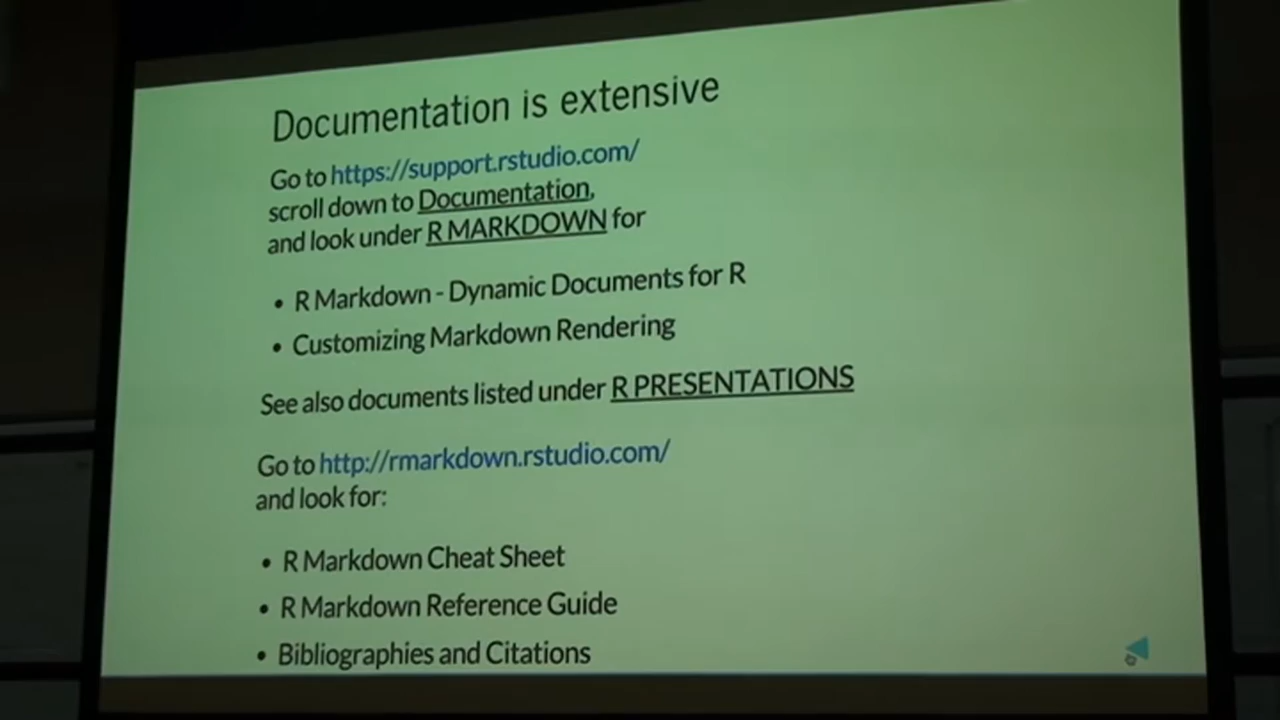 Documentation is extensive
Go to https://support.rstudio.com/
scroll down to Documentation,
and look under R MARKDOWN for
• R Markdown - Dynamic Documents for R
• Customizing Markdown Rendering
See also documents listed under R PRESENTATIONS
Go to http://rmarkdown.rstudio.com/
and look for:
• R Markdown Cheat Sheet
• R Markdown Reference Guide
• Bibliographies and Citations